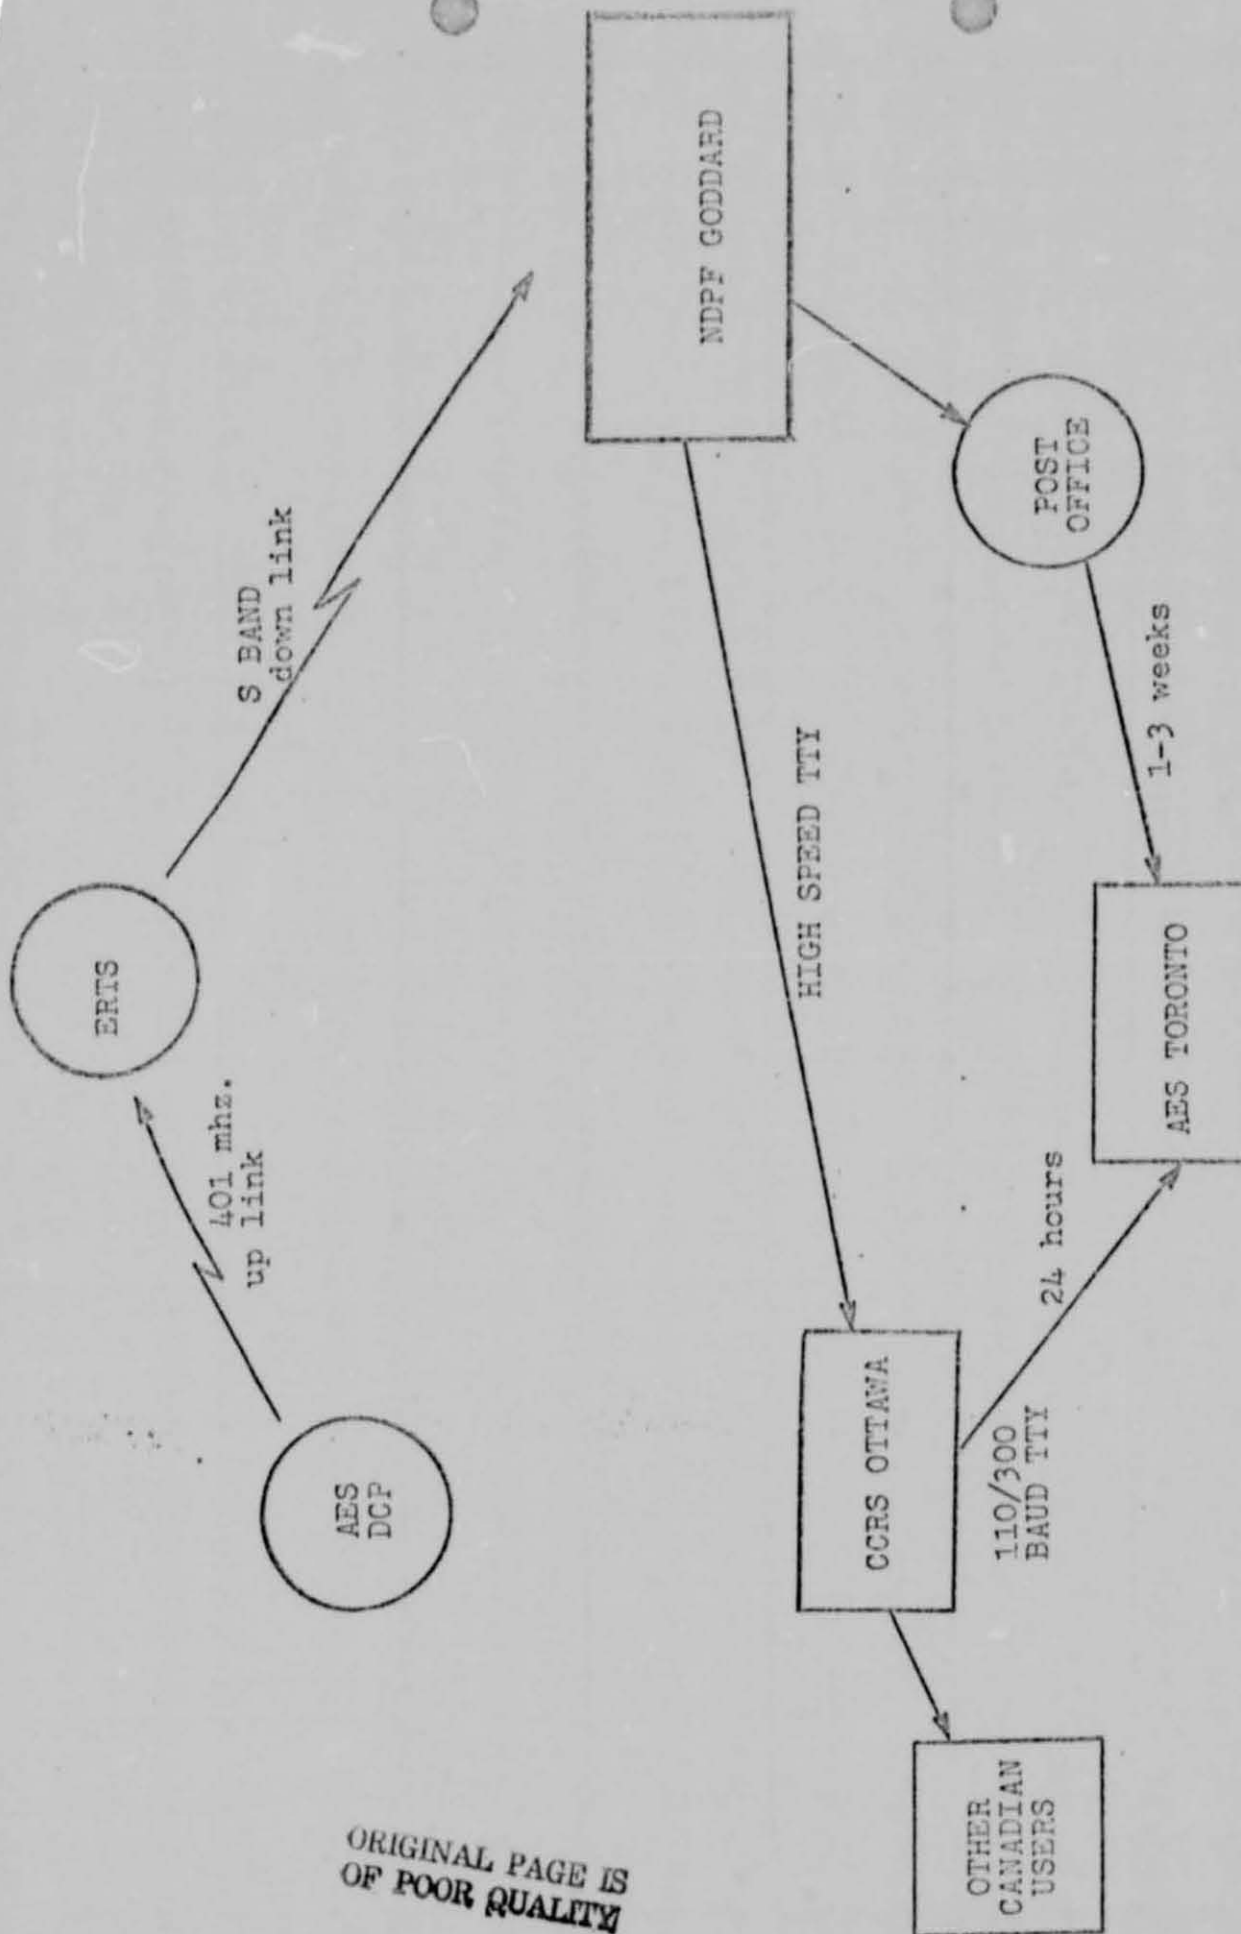 ERTS
S BAND
down link
401 mhz.
up link
AES
DCP
NDPF GODDARD
HIGH SPEED TTY
CCRS OTTAWA
POST
OFFICE
1-3 weeks
24 hours
110/300
BAUD TTY
AES TORONTO
OTHER
CANADIAN
USERS
ORIGINAL PAGE IS
OF POOR QUALITY